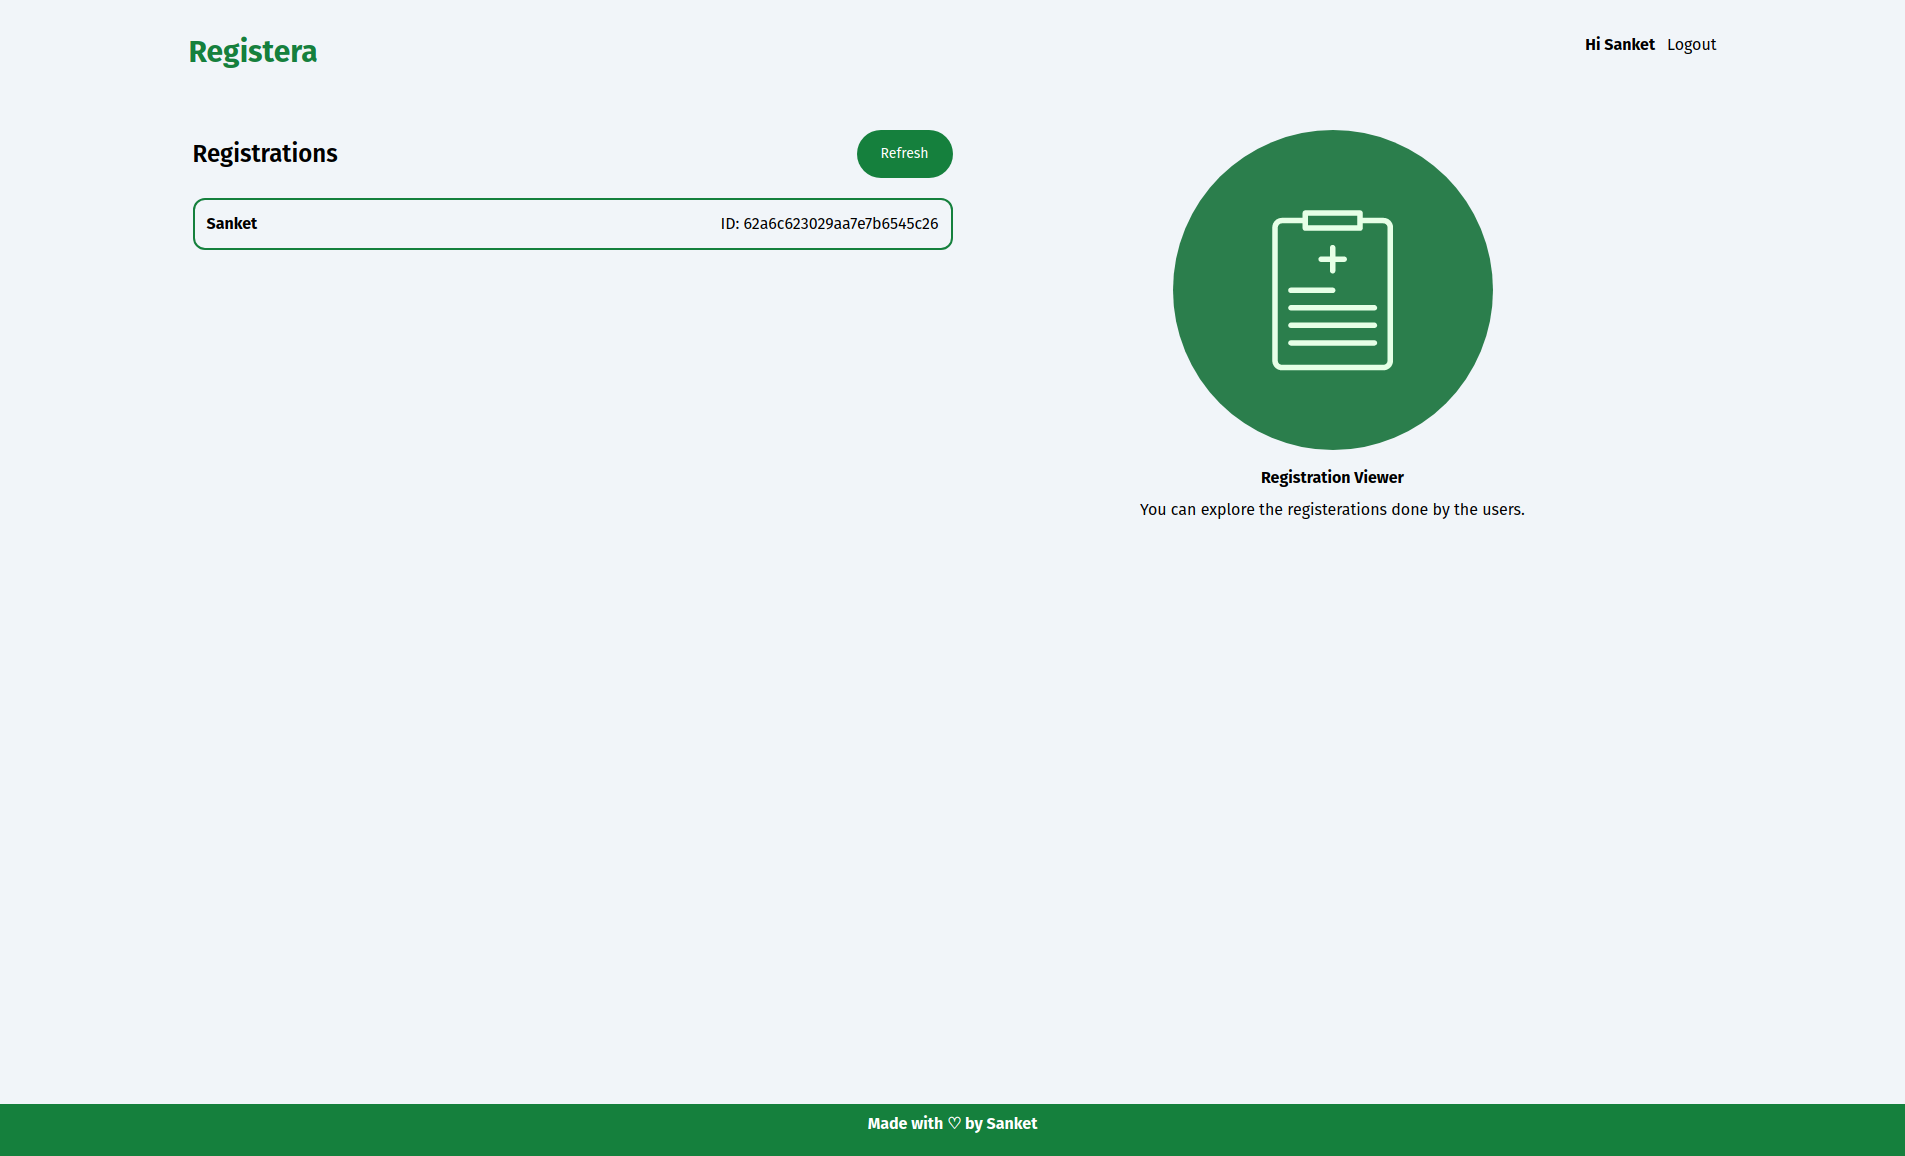 Registera
Hi Sanket Logout
Registrations
Refresh
Sanket
ID: 62a6c623029aa7e7b6545c26
Registration Viewer
You can explore the registerations done by the users.
Made with ♡ by Sanket